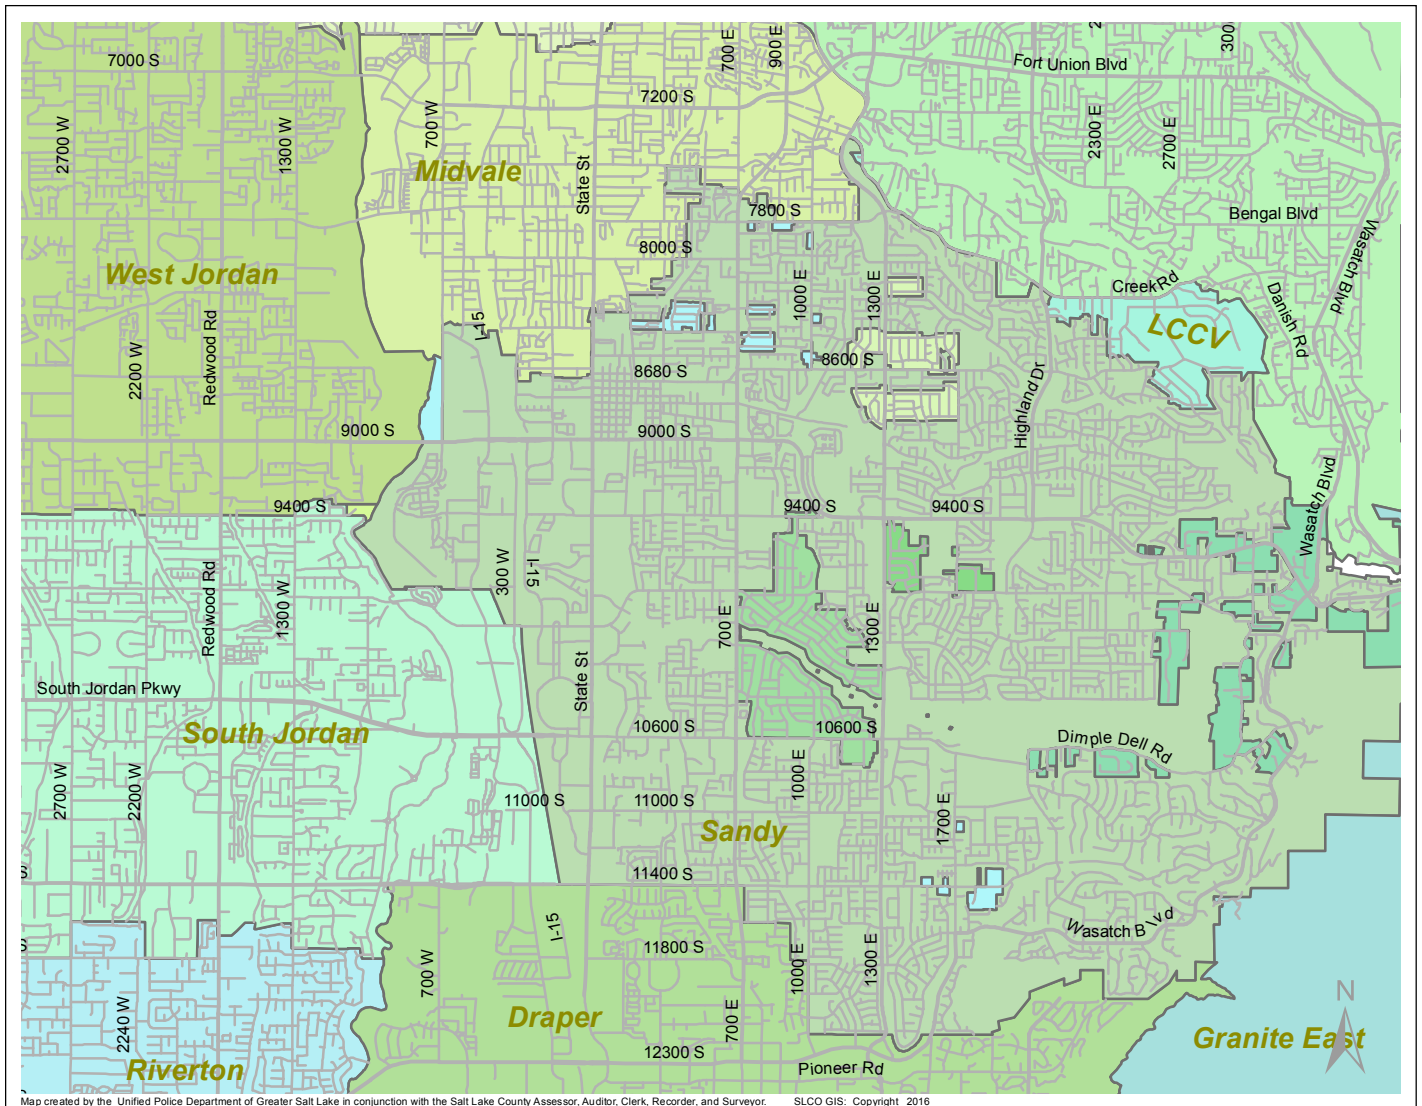 Fort Union Blvd
7000 S
700 E
900 E
2
300
7200 S
2700 W
1300 W
700 W
2300 E
2700 E
Midvale
State St
7800 S
Bengal Blvd
8000 S
Wasatch Blvd
West Jordan
1000 E
1300 E
Creek Rd
Danish Rd
I-15
LCCV
Redwood Rd
2200 W
8680 S
8600 S
Highland Dr
9000 S
9000 S
9400 S
9400 S
9400 S
Wasatch Blvd
300 W
I-15
Redwood Rd
1300 W
700 E
1300 E
State St
South Jordan Pkwy
South Jordan
10600 S
10600 S
Dimple Dell Rd
2700 W
2200 W
1000 E
11000 S
11000 S
1700 E
Sandy
S
11400 S
Wasatch Blvd
I-15
S
11800 S
700 W
1000 E
1300 E
N
2240 W
Draper
700 E
Granite East
12300 S
Riverton
Pioneer Rd
Map created by the Unified Police Department of Greater Salt Lake in conjunction with the Salt Lake County Assessor, Auditor, Clerk, Recorder, and Surveyor. SLCO GIS: Copyright 2016